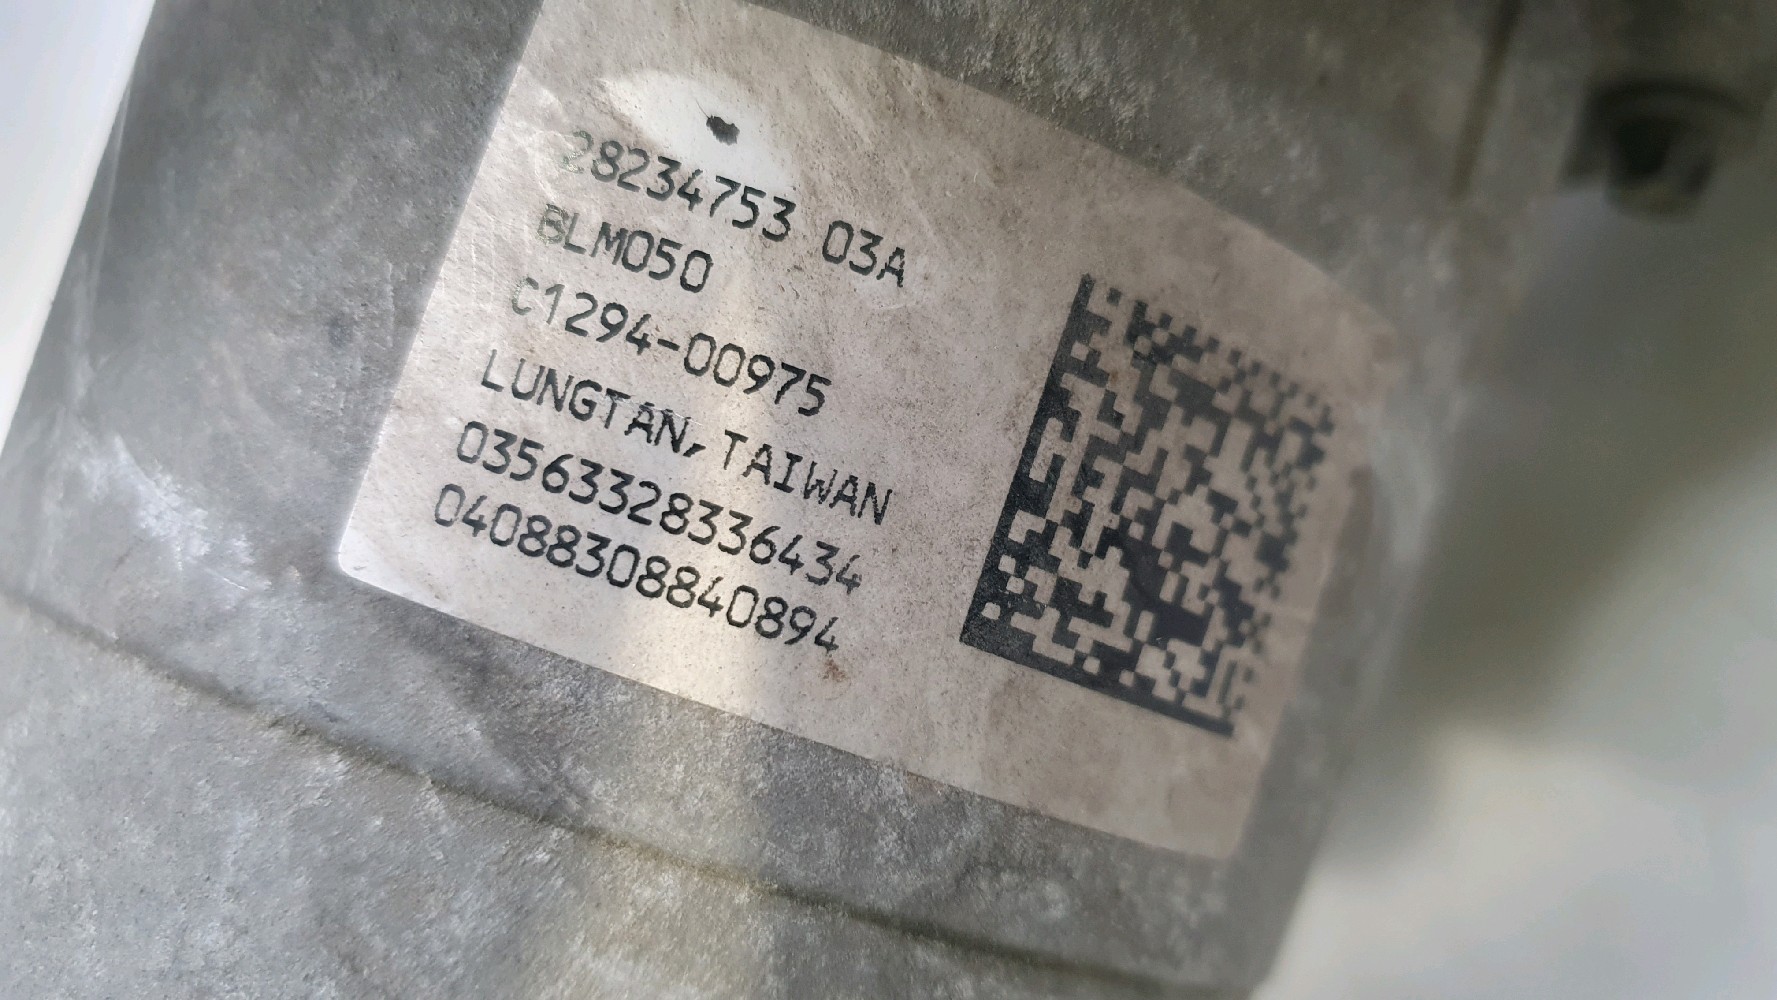 28234753 03A
BLM050
C1294-00975
LUNGTAN, TAIWAN
03563328336434
04088308840894